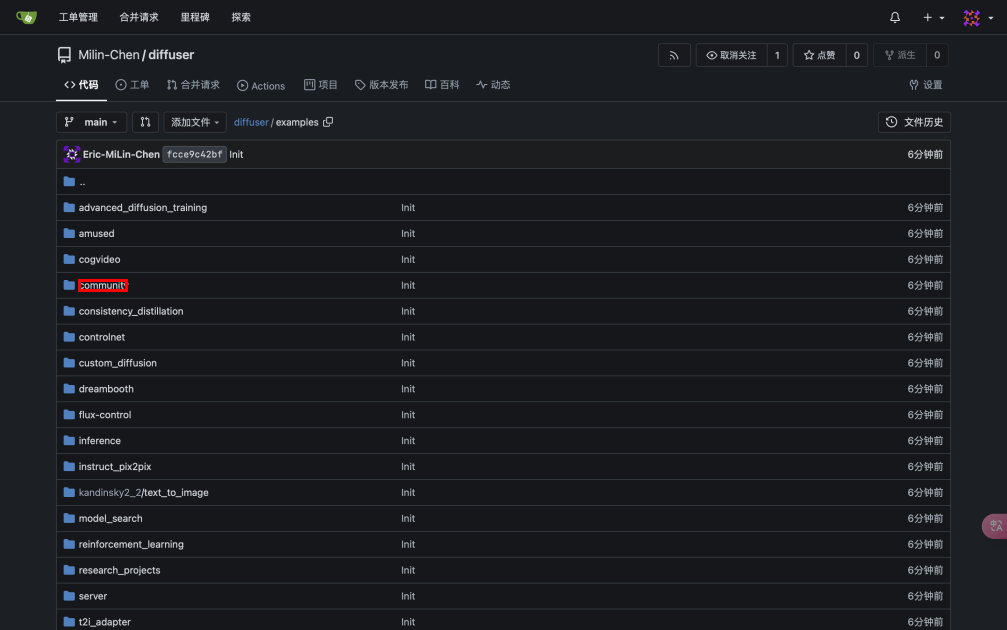 工单管理 合并请求 里程碑 探索
Milin-Chen / diffuser
取消关注 1 点赞 0 派生 0
代码 工单 合并请求 Actions 项目 版本发布 百科 动态 设置
main 添加文件 diffuser / examples 文件历史
Eric-MiLin-Chen fcce9c42bf Init 6分钟前
..
advanced_diffusion_training Init 6分钟前
amused Init 6分钟前
cogvideo Init 6分钟前
community Init 6分钟前
consistency_distillation Init 6分钟前
controlnet Init 6分钟前
custom_diffusion Init 6分钟前
dreambooth Init 6分钟前
flux-control Init 6分钟前
inference Init 6分钟前
instruct_pix2pix Init 6分钟前
kandinsky2_2/text_to_image Init 6分钟前
model_search Init 6分钟前
reinforcement_learning Init 6分钟前
research_projects Init 6分钟前
server Init 6分钟前
t2i_adapter Init 6分钟前